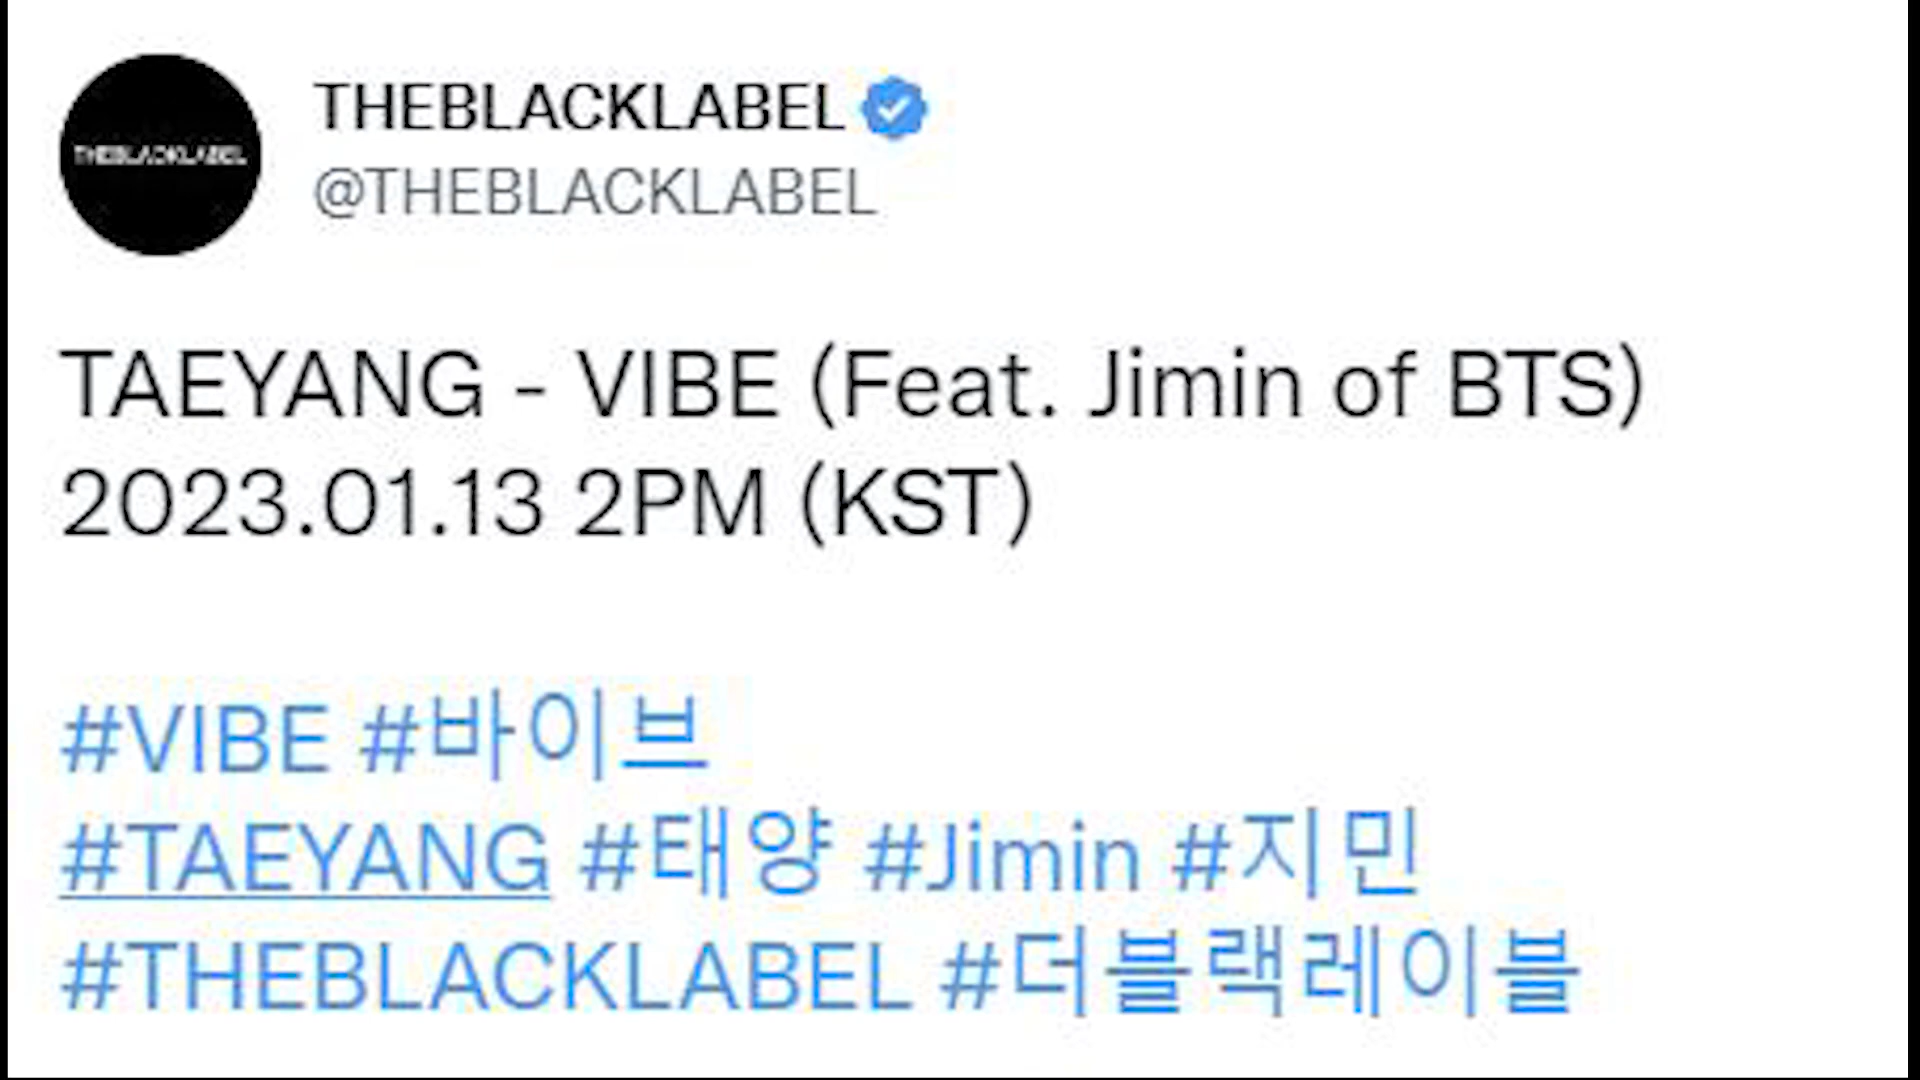 THEBLACKLABEL
THEBLACKLABEL
@THEBLACKLABEL
TAEYANG - VIBE (Feat. Jimin of BTS)
2023.01.13 2PM (KST)
#VIBE #바이브
#TAEYANG #태양 #Jimin #지민
#THEBLACKLABEL #더블랙레이블